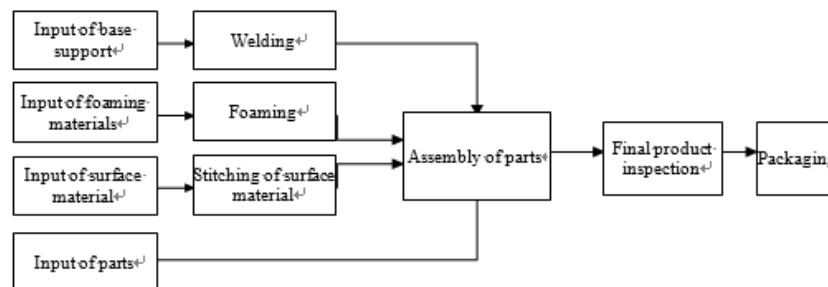 Input of base
support
Welding
Input of foaming
materials
Foaming
Input of surface
material
Stitching of surface
material
Input of parts
Assembly of parts
Final product
inspection
Packaging